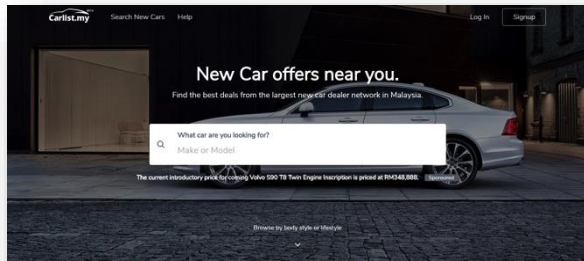 Carlist.my
Search New Cars
Help
Log In
Signup
New Car offers near you.
Find the best deals from the largest new car dealer network in Malaysia.
What car are you looking for?
Make or Model
The current introductory price for coming Volvo S90 T8 Twin Engine Inscription is priced at RM348,888. Sponsored
Browse by body style or lifestyle